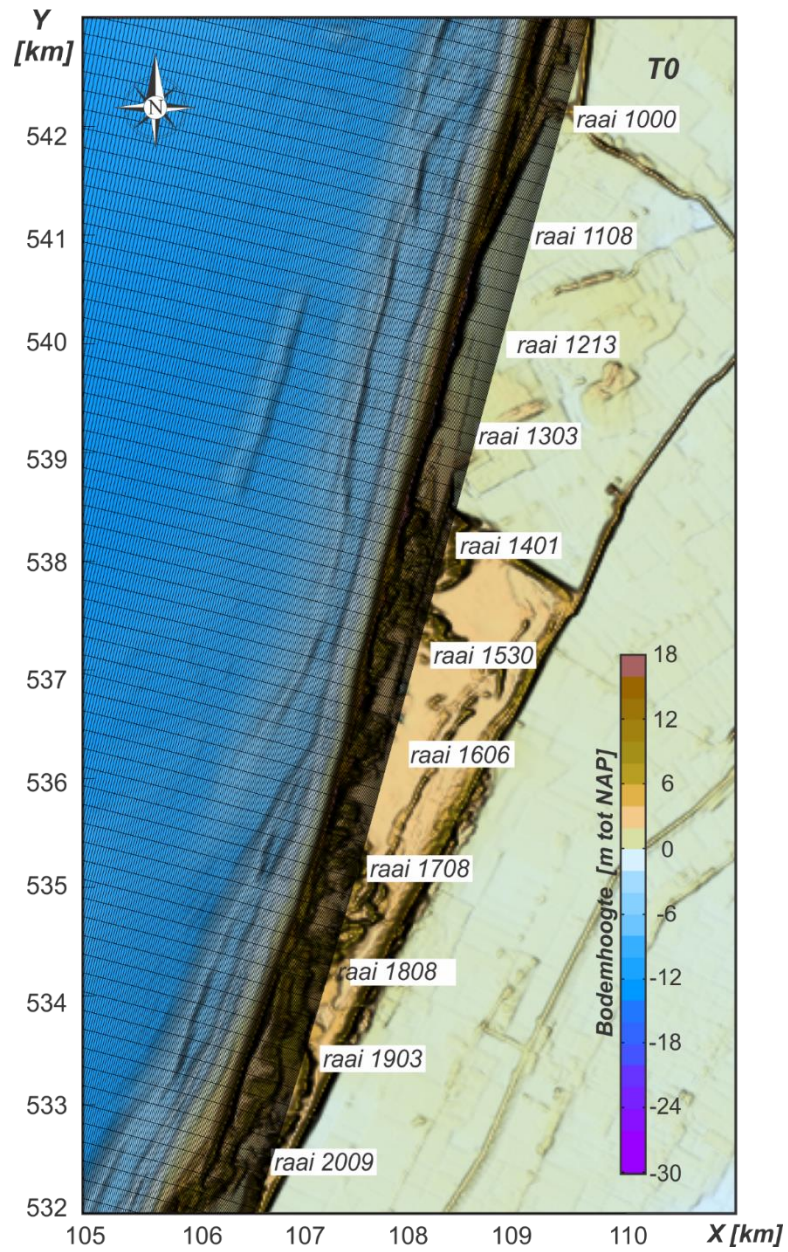 Y
[km]
T0
N
raai 1000
542
raai 1108
541
raai 1213
540
raai 1303
539
raai 1401
538
raai 1530
537
raai 1606
536
raai 1708
535
raai 1808
534
raai 1903
533
raai 2009
532
Bodemhoogte [m tot NAP]
18
12
6
0
-6
-12
-18
-24
-30
105 106 107 108 109 110 X [km]